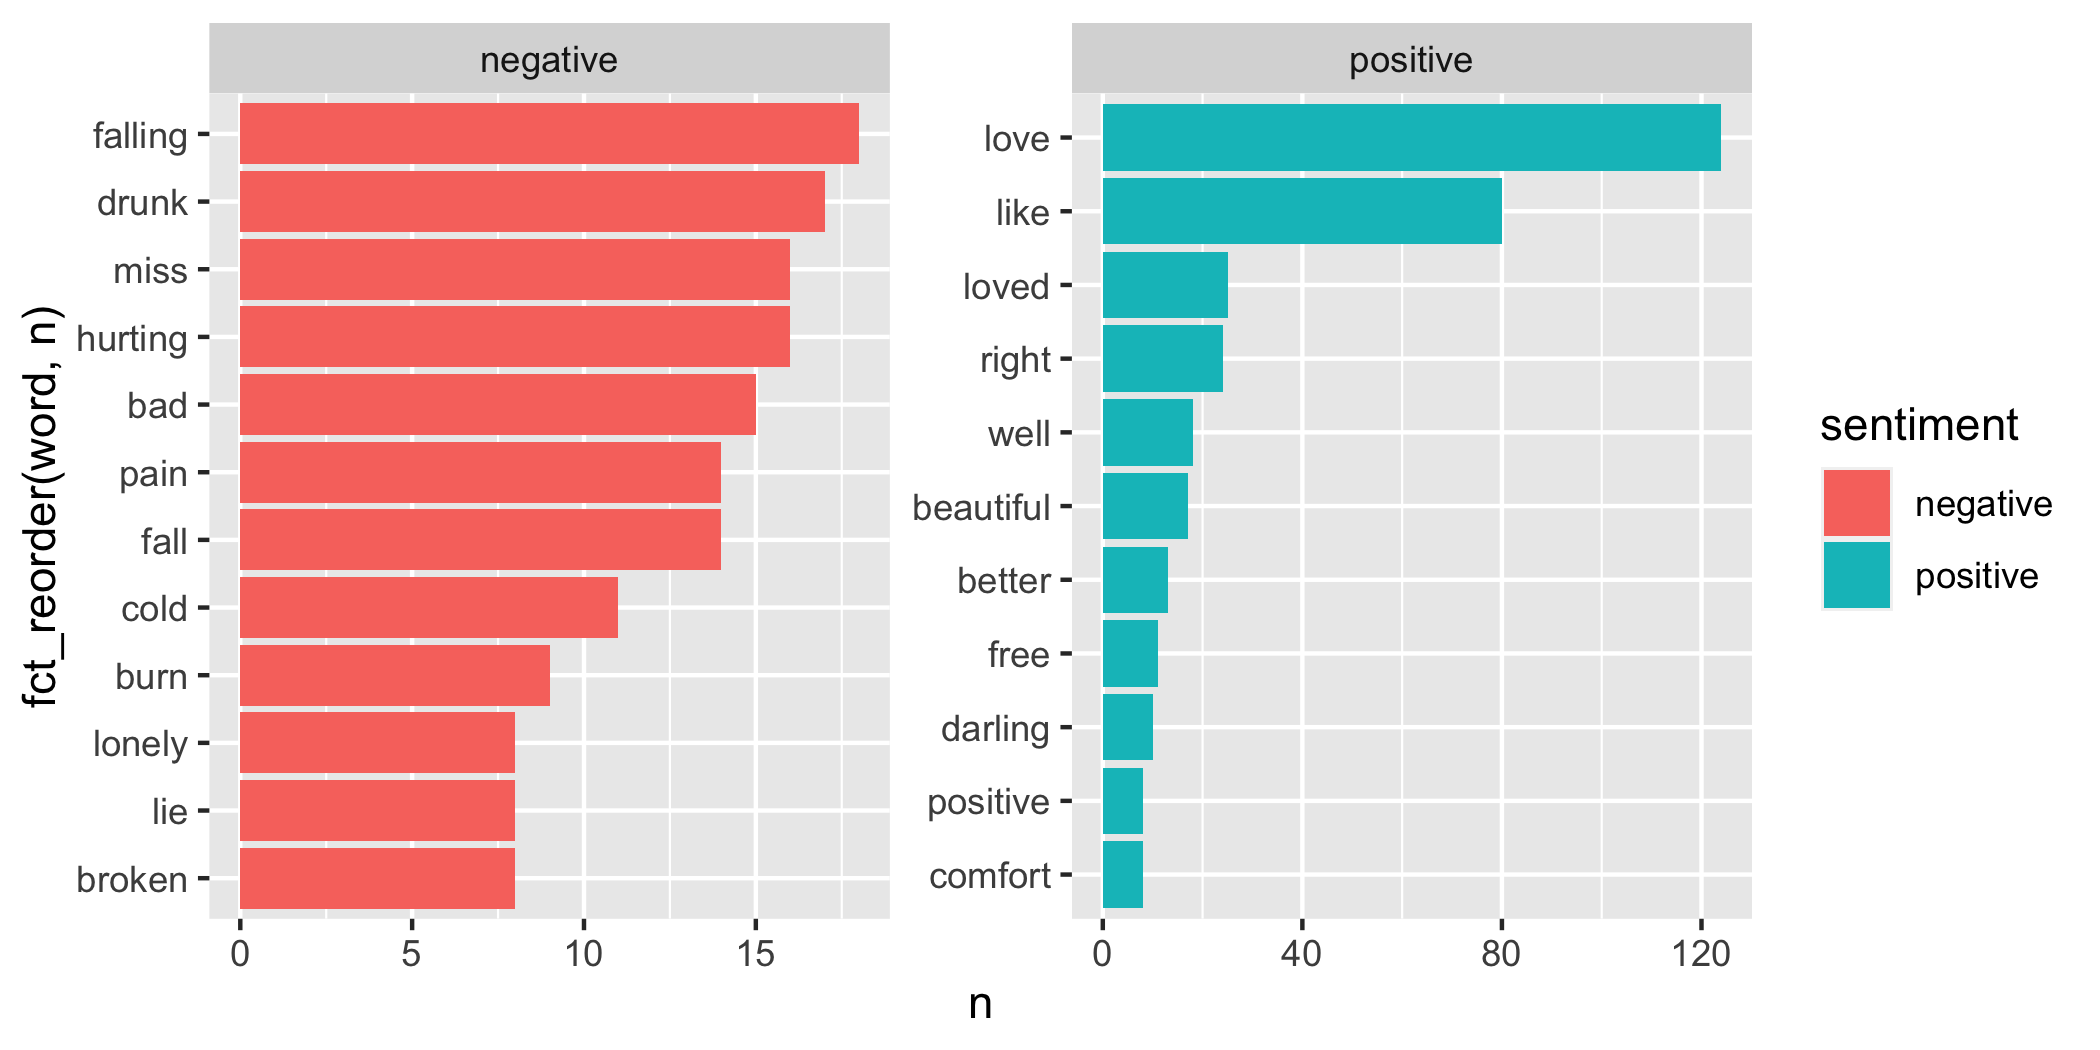 negative
positive
fct_reorder(word, n)
falling
drunk
miss
hurting
bad
pain
fall
cold
burn
lonely
lie
broken
0 5 10 15
love
like
loved
right
well
beautiful
better
free
darling
positive
comfort
0 40 80 120
n
sentiment
negative
positive